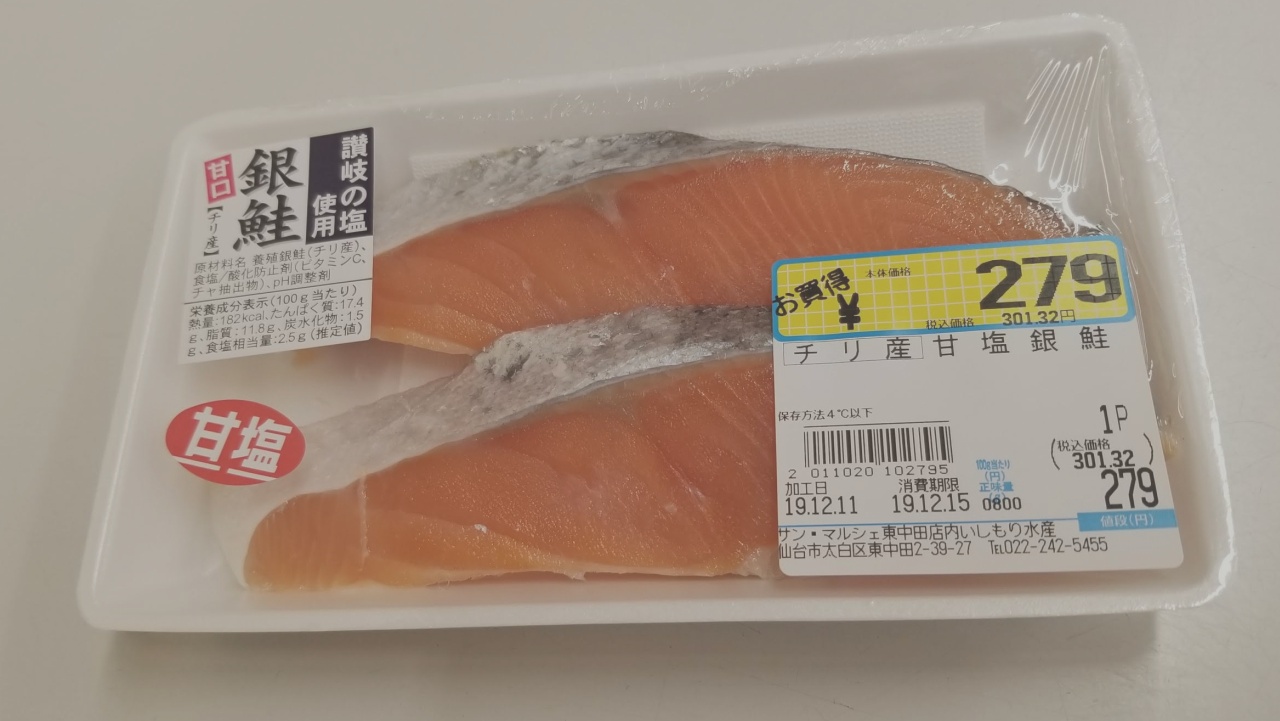 讃岐の塩
使用
銀鮭
甘口
【チリ産】
原材料名 養殖銀鮭(チリ産)、
食塩/酸化防止剤(ビタミンC、
チャ抽出物)、pH調整剤
栄養成分表示(100g当たり)
熱量:182kcal、たんぱく質:17.4
g、脂質:11.8g、炭水化物:1.5
g、食塩相当量:2.5g(推定値)
甘塩
お買得
¥
本体価格
279
税込価格 301.32円
チリ産甘塩銀鮭
保存方法4℃以下
1P
(税込価格
301.32)
2 011020 102795
100g当たり
(円)
正味量
(g)
加工日 消費期限
19.12.11 19.12.15 0800
279
値段(円)
サン・マルシェ東中田店内いしもり水産
仙台市太白区東中田2-39-27 TEL022-242-5455